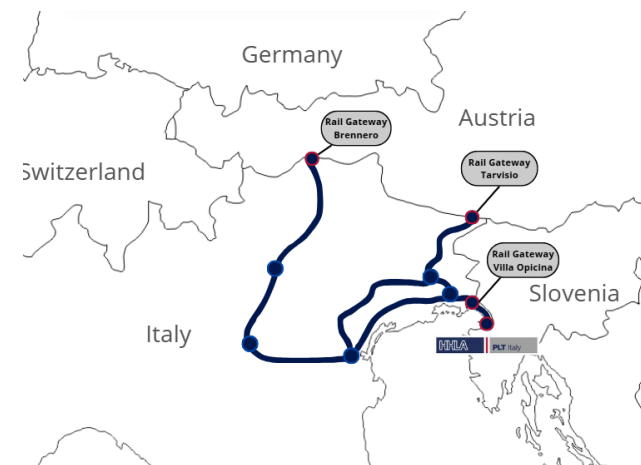 Germany
Rail Gateway
Brennero
Austria
Switzerland
Rail Gateway
Tarvisio
Rail Gateway
Villa Opicina
Slovenia
Italy
HHLA PLT Italy